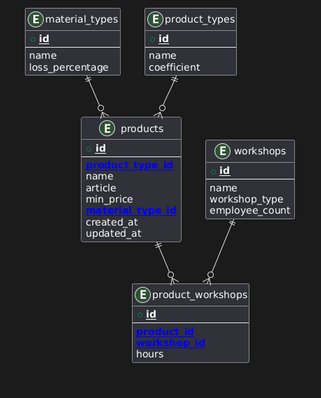 E material_types
id
name
loss_percentage
E product_types
id
name
coefficient
E products
id
product_type_id
name
article
min_price
material_type_id
created_at
updated_at
E workshops
id
name
workshop_type
employee_count
E product_workshops
id
product_id
workshop_id
hours